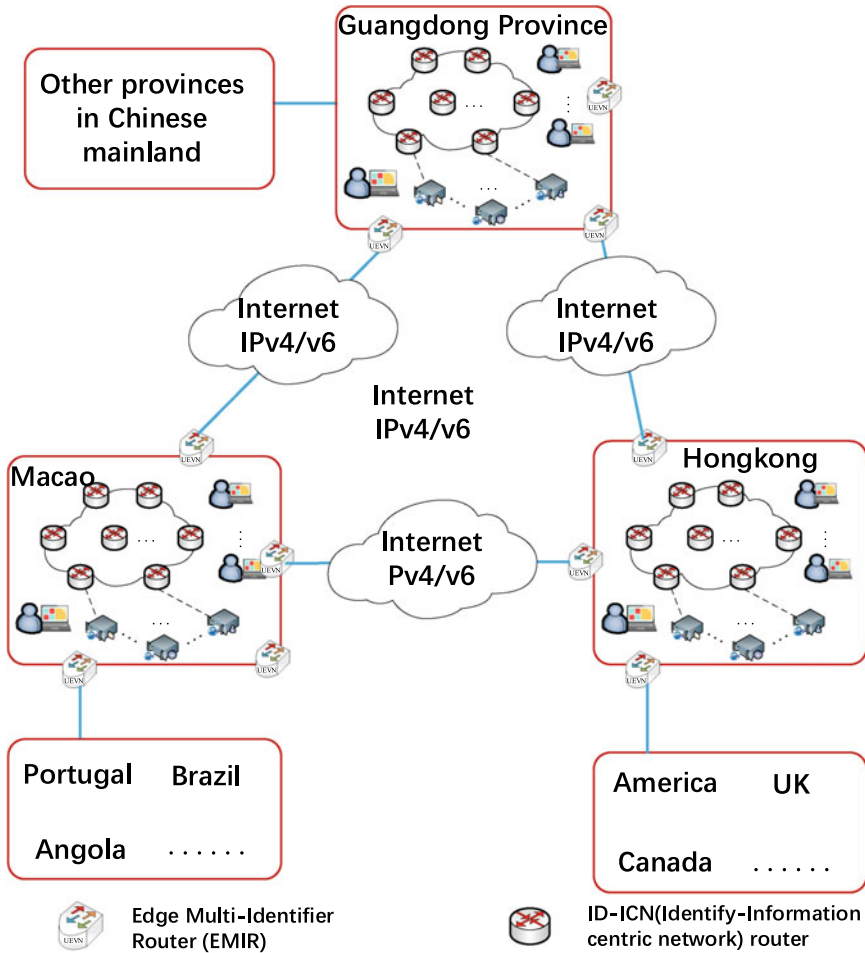 Guangdong Province
Other provinces
in Chinese
mainland
...
UEVN
...
UEVN
UEVN
Internet
IPv4/v6
Internet
IPv4/v6
Internet
IPv4/v6
UEVN
UEVN
Macao
Hongkong
...
...
Internet
Pv4/v6
UEVN
UEVN
...
...
UEVN
UEVN
UEVN
Portugal Brazil
Angola ......
America UK
Canada ......
UEVN
Edge Multi-Identifier
Router (EMIR)
ID-ICN(Identify-Information
centric network) router